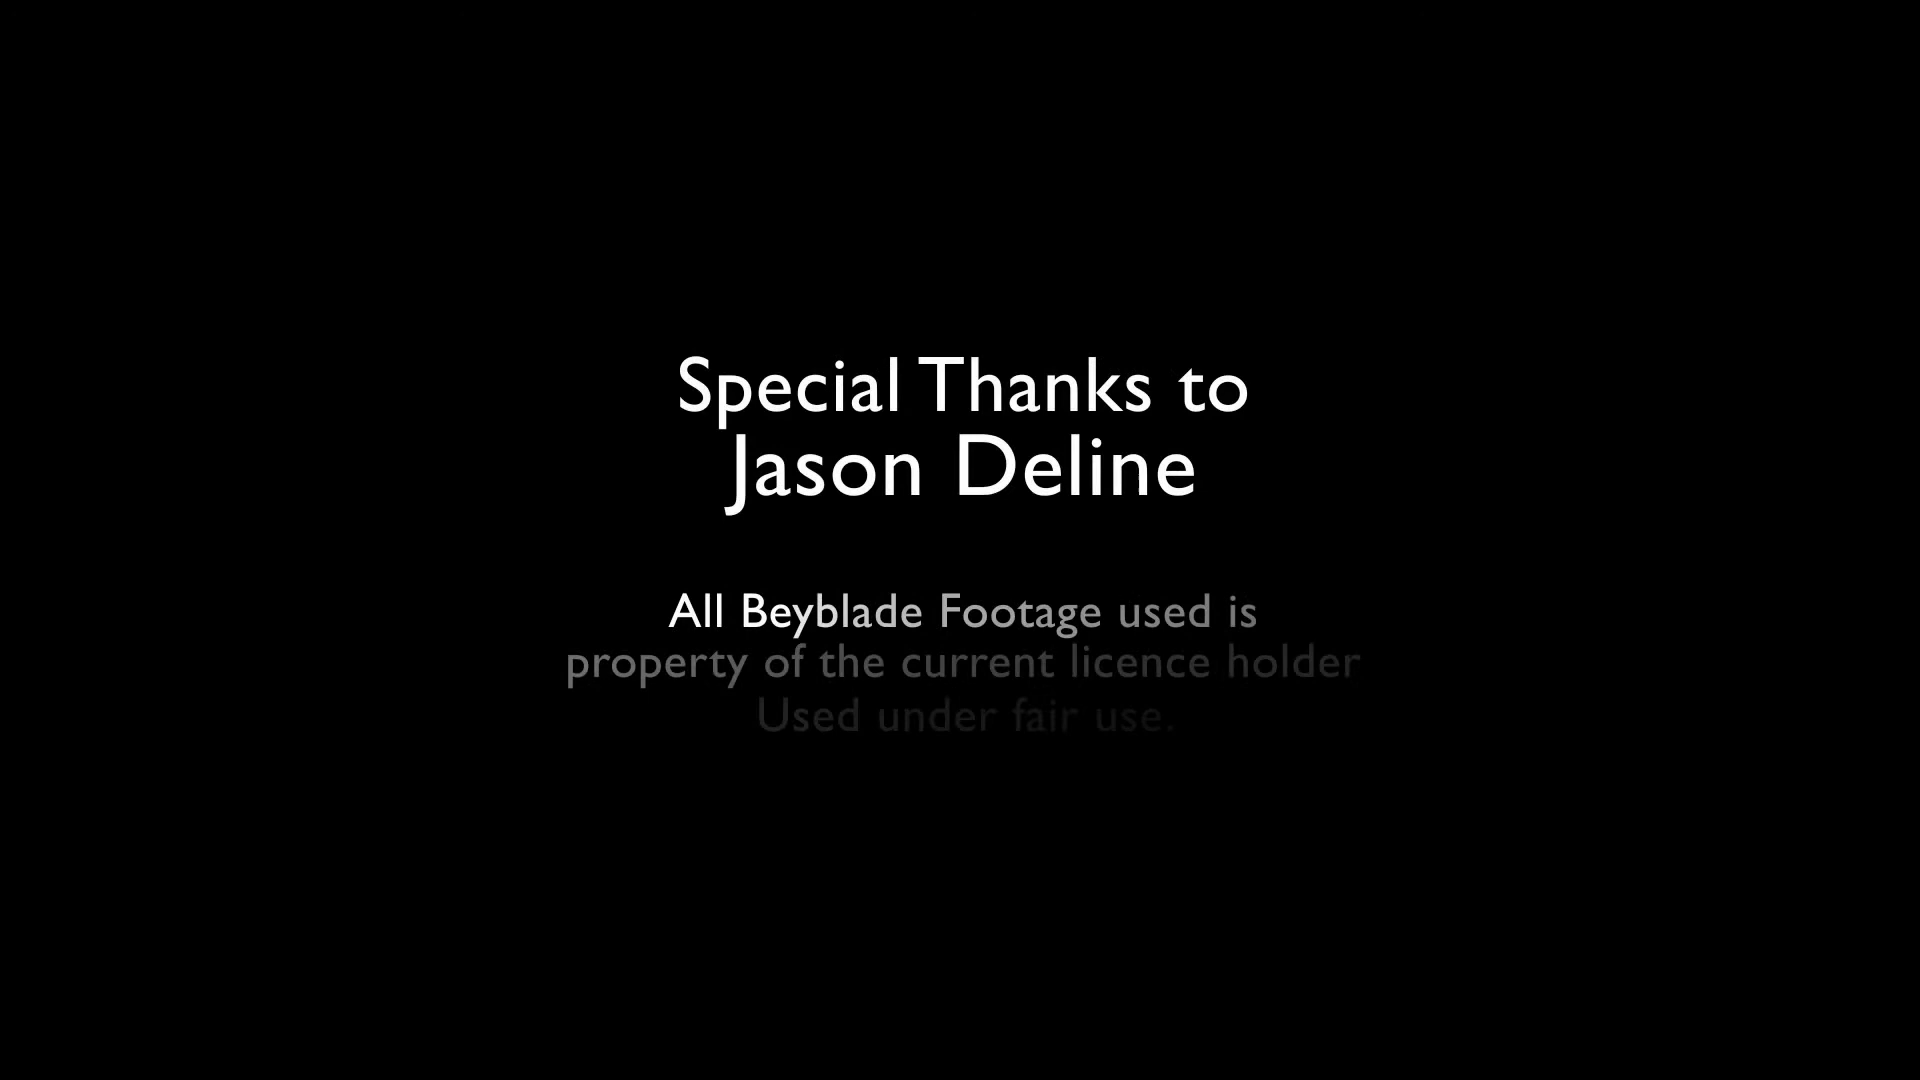 Special Thanks to
Jason Deline
All Beyblade Footage used is
property of the current licence holder
Used under fair use.